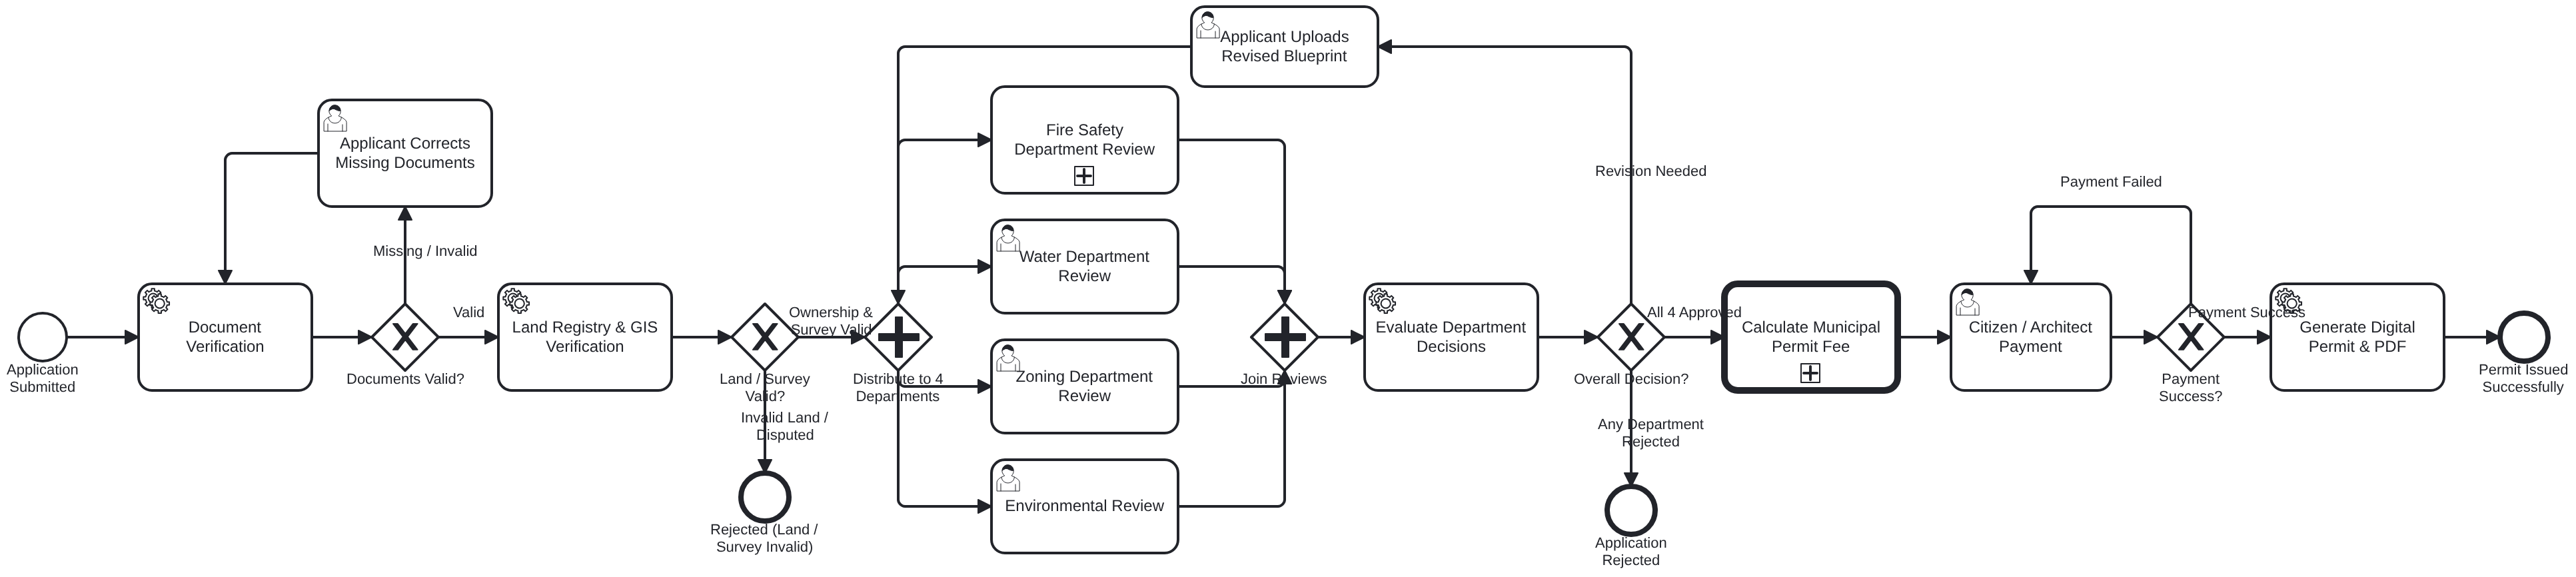 Applicant Uploads
Revised Blueprint
Fire Safety
Department Review
Applicant Corrects
Missing Documents
Revision Needed
Payment Failed
Missing / Invalid
Water Department
Review
Application
Submitted
Document
Verification
Documents Valid?
Valid
Land Registry & GIS
Verification
Land / Survey
Valid?
Ownership &
Survey Valid
Invalid Land /
Disputed
Rejected (Land /
Survey Invalid)
Distribute to 4
Departments
Zoning Department
Review
Environmental Review
Join Reviews
Evaluate Department
Decisions
Overall Decision?
All 4 Approved
Any Department
Rejected
Application
Rejected
Calculate Municipal
Permit Fee
Citizen / Architect
Payment
Payment
Success?
Payment Success
Generate Digital
Permit & PDF
Permit Issued
Successfully